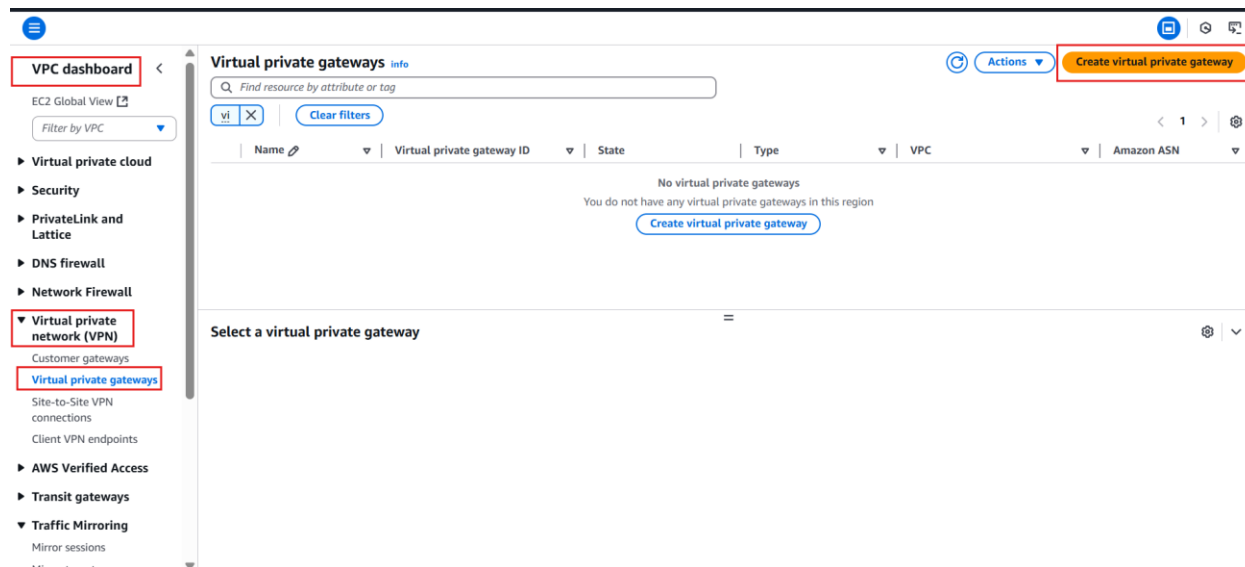 VPC dashboard
EC2 Global View
Filter by VPC
Virtual private cloud
Security
PrivateLink and
Lattice
DNS firewall
Network Firewall
Virtual private
network (VPN)
Customer gateways
Virtual private gateways
Site-to-Site VPN
connections
Client VPN endpoints
AWS Verified Access
Transit gateways
Traffic Mirroring
Mirror sessions
Virtual private gateways info
Actions
Create virtual private gateway
Find resource by attribute or tag
vi
Clear filters
1
Name Virtual private gateway ID State Type VPC Amazon ASN
No virtual private gateways
You do not have any virtual private gateways in this region
Create virtual private gateway
Select a virtual private gateway